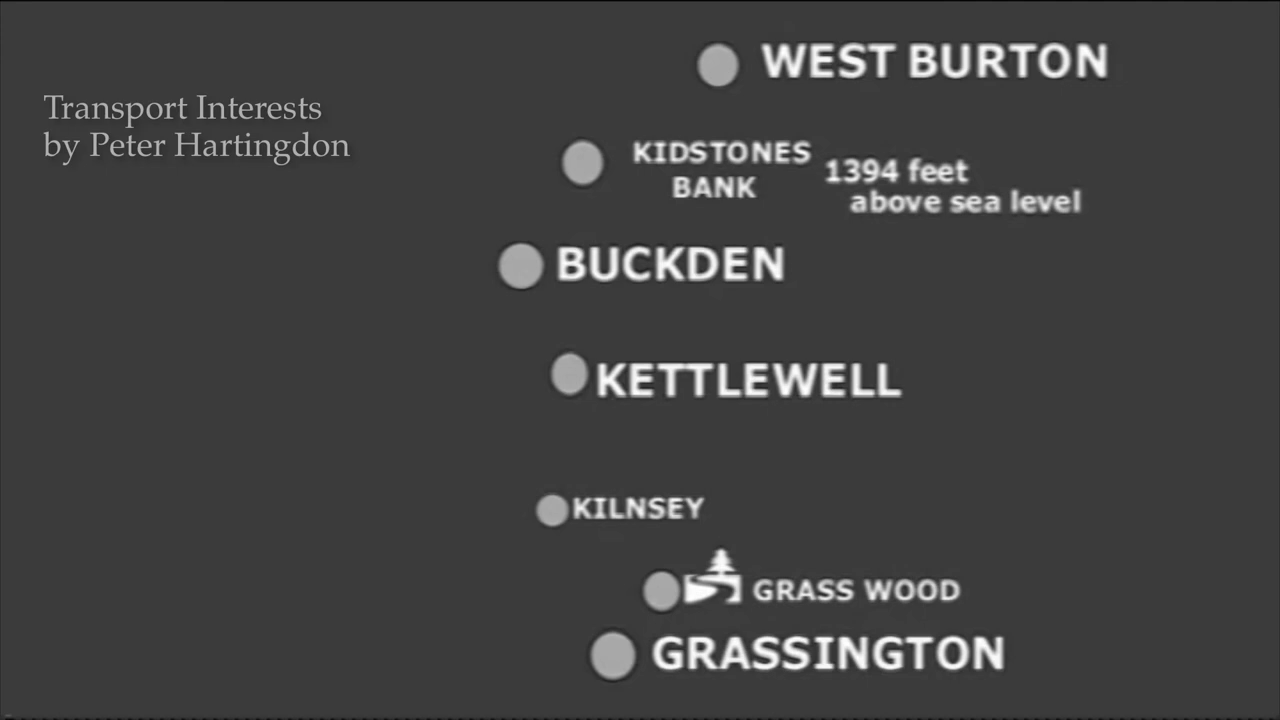 WEST BURTON
Transport Interests
by Peter Hartingdon
KIDSTONES
BANK
1394 feet
above sea level
BUCKDEN
KETTLEWELL
KILNSEY
GRASS WOOD
GRASSINGTON